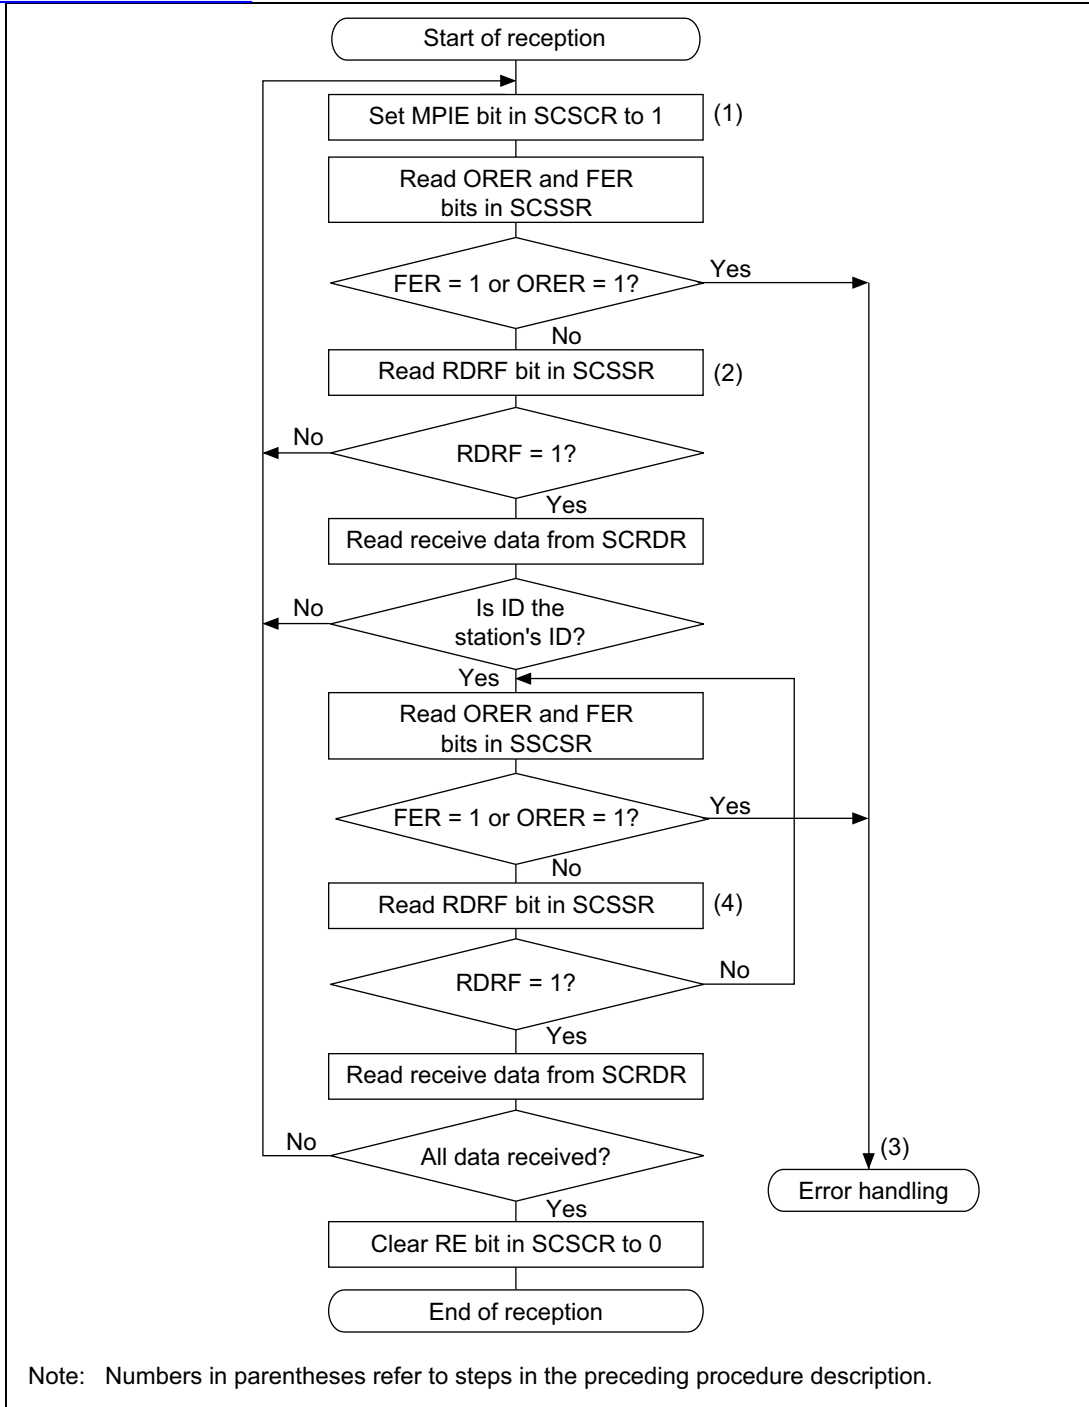 Start of reception
Set MPIE bit in SCSCR to 1 (1)
Read ORER and FER
bits in SCSSR
FER = 1 or ORER = 1?
Yes
No
Read RDRF bit in SCSSR (2)
No
RDRF = 1?
Yes
Read receive data from SCRDR
No
Is ID the
station's ID?
Yes
Read ORER and FER
bits in SSCSR
FER = 1 or ORER = 1?
Yes
No
Read RDRF bit in SCSSR (4)
RDRF = 1?
No
Yes
Read receive data from SCRDR
No
All data received?
(3)
Error handling
Yes
Clear RE bit in SCSCR to 0
End of reception
Note: Numbers in parentheses refer to steps in the preceding procedure description.